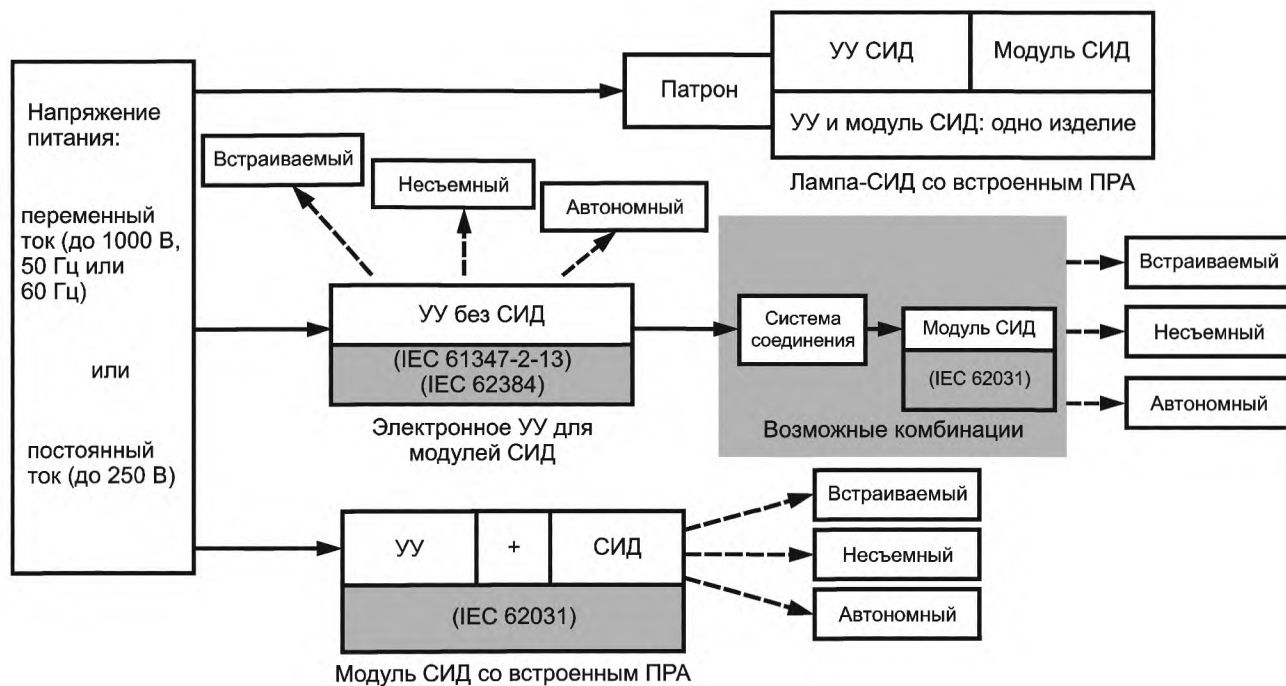 Напряжение
питания:
переменный
ток (до 1000 В,
50 Гц или
60 Гц)
или
постоянный
ток (до 250 В)
Патрон
УУ СИД
Модуль СИД
УУ и модуль СИД: одно изделие
Лампа-СИД со встроенным ПРА
Встраиваемый
Несъемный
Автономный
УУ без СИД
(IEC 61347-2-13)
(IEC 62384)
Электронное УУ для
модулей СИД
Система
соединения
Модуль СИД
(IEC 62031)
Возможные комбинации
Встраиваемый
Несъемный
Автономный
УУ
+
СИД
(IEC 62031)
Модуль СИД со встроенным ПРА
Встраиваемый
Несъемный
Автономный